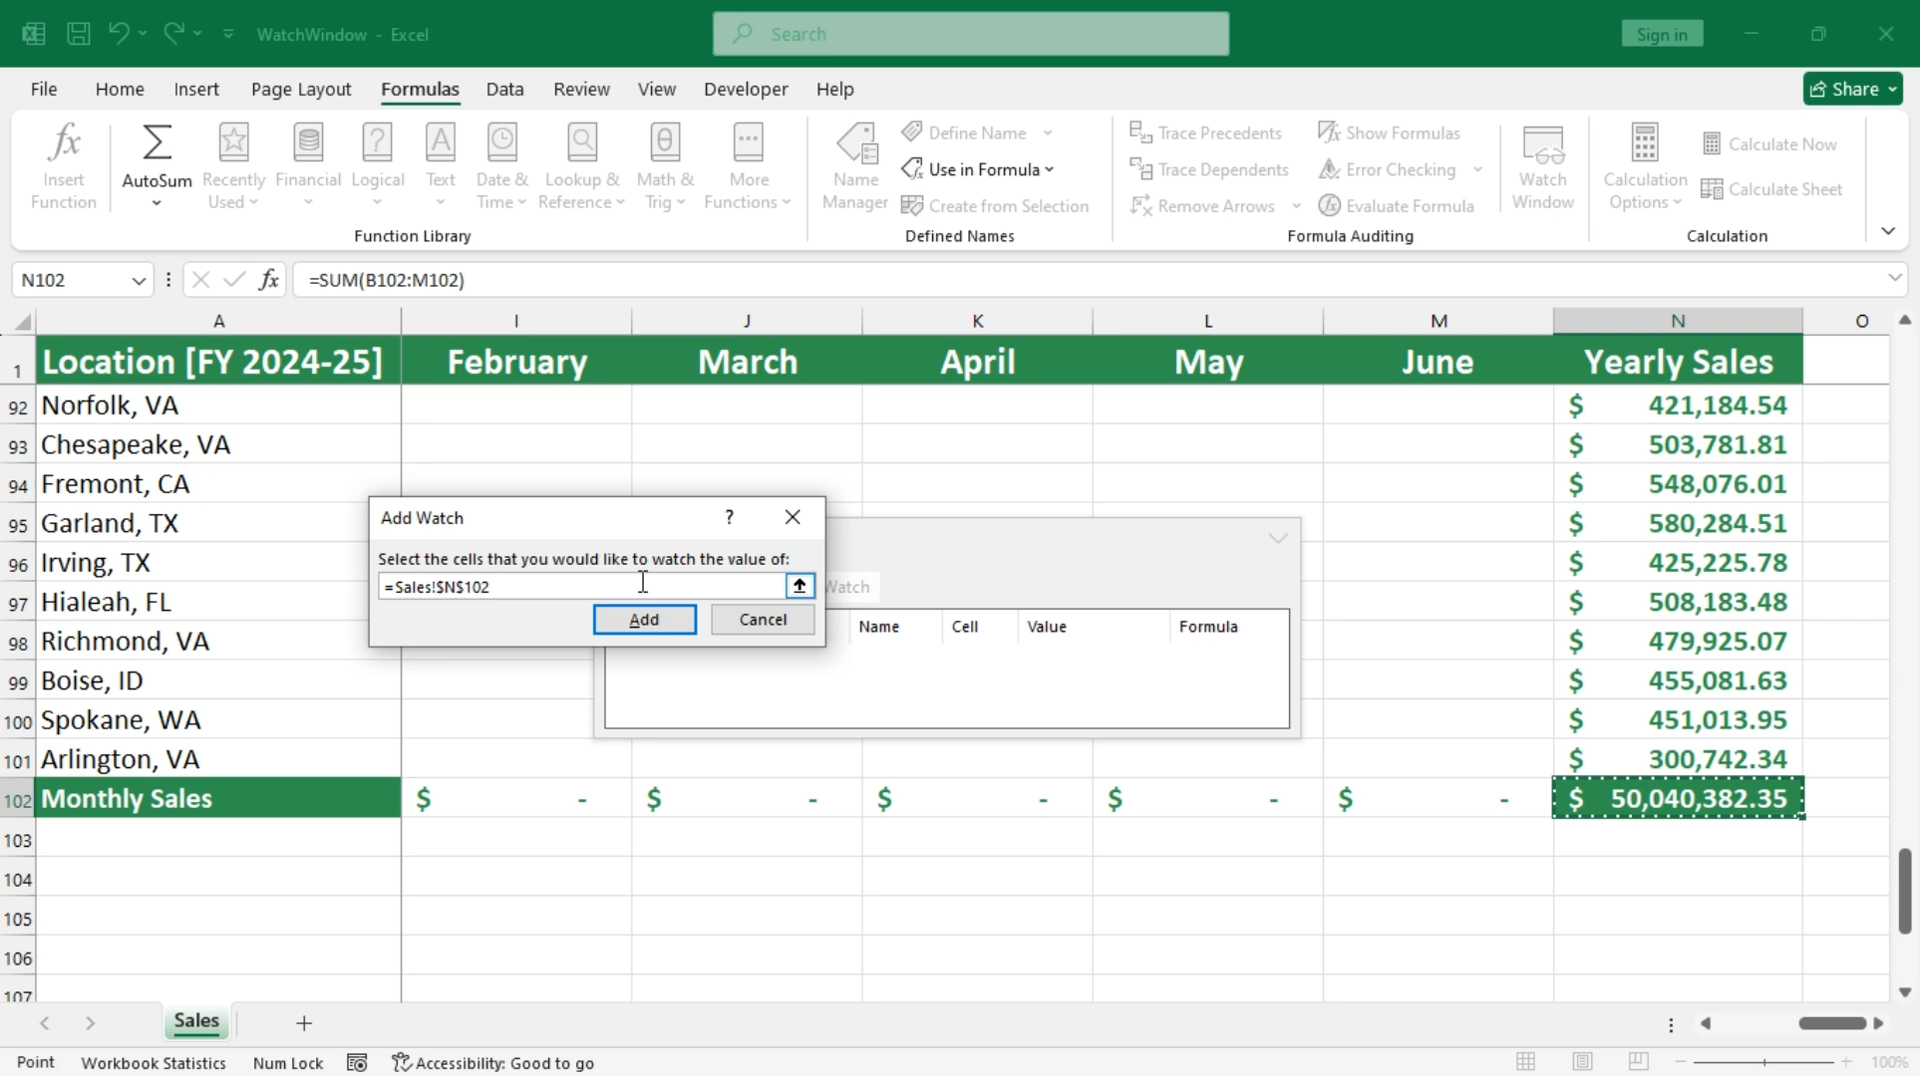 WatchWindow - Excel
Search
Sign in
File Home Insert Page Layout Formulas Data Review View Developer Help
Share
Insert Function
AutoSum
Recently Used
Financial
Logical
Text
Date & Time
Lookup & Reference
Math & Trig
More Functions
Function Library
Name Manager
Define Name
Use in Formula
Create from Selection
Defined Names
Trace Precedents
Trace Dependents
Remove Arrows
Show Formulas
Error Checking
Evaluate Formula
Formula Auditing
Watch Window
Calculation Options
Calculate Now
Calculate Sheet
Calculation
N102 fx =SUM(B102:M102)
A I J K L M N O
1 Location [FY 2024-25] February March April May June Yearly Sales
92 Norfolk, VA $ 421,184.54
93 Chesapeake, VA $ 503,781.81
94 Fremont, CA $ 548,076.01
95 Garland, TX $ 580,284.51
96 Irving, TX $ 425,225.78
97 Hialeah, FL $ 508,183.48
98 Richmond, VA $ 479,925.07
99 Boise, ID $ 455,081.63
100 Spokane, WA $ 451,013.95
101 Arlington, VA $ 300,742.34
102 Monthly Sales $ - $ - $ - $ - $ - $ 50,040,382.35
103
104
105
106
107
Add Watch ?
Select the cells that you would like to watch the value of:
=Sales!$N$102
Add Cancel
Watch
Name Cell Value Formula
Sales
Point Workbook Statistics Num Lock Accessibility: Good to go 100%